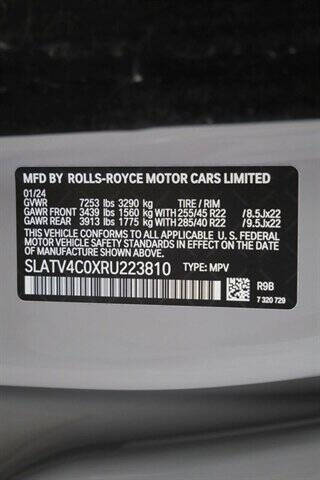 MFD BY ROLLS-ROYCE MOTOR CARS LIMITED
01/24
GVWR 7253 lbs 3290 kg TIRE / RIM
GAWR FRONT 3439 lbs 1560 kg WITH 255/45 R22 /8.5Jx22
GAWR REAR 3913 lbs 1775 kg WITH 285/40 R22 /9.5Jx22
THIS VEHICLE CONFORMS TO ALL APPLICABLE
FEDERAL MOTOR VEHICLE SAFETY STANDARDS IN
EFFECT ON THE DATE OF MANUFACTURE SHOWN ABOVE.
SLATV4C0XRU223810 TYPE: MPV
R9B
7 320 729